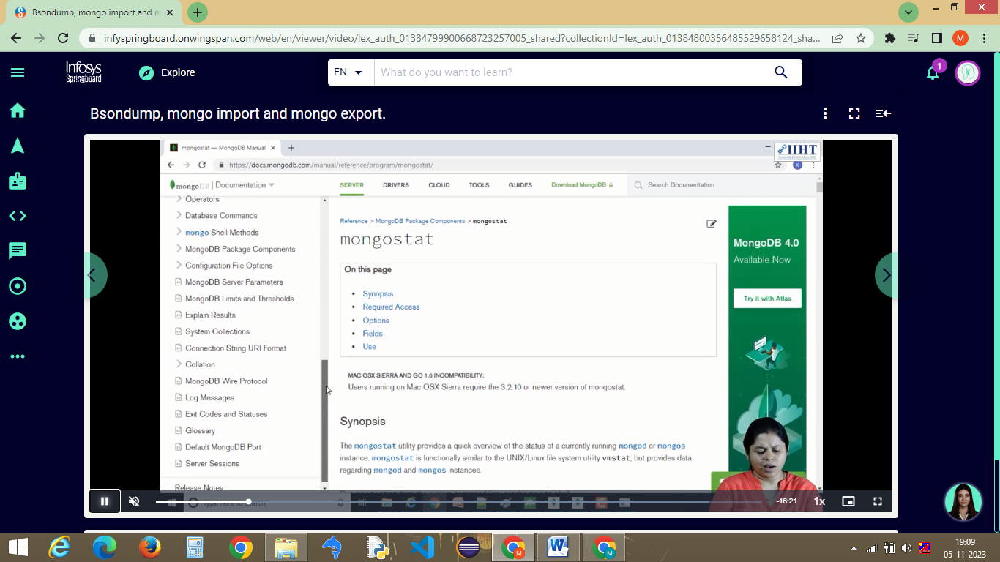 Bsondump, mongo import and m
infyspringboard.onwingspan.com/web/en/viewer/video/lex_auth_01384799900668723257005_shared?collectionId=lex_auth_01384800356485529658124_sha...
M
Infosys
Springboard
Explore
EN
What do you want to learn?
1
Bsondump, mongo import and mongo export.
mongostat — MongoDB Manual
IIHT
https://docs.mongodb.com/manual/reference/program/mongostat/
K
mongoDB
Documentation
SERVER
DRIVERS
CLOUD
TOOLS
GUIDES
Download MongoDB
Search Documentation
Operators
Database Commands
mongo Shell Methods
MongoDB Package Components
Configuration File Options
MongoDB Server Parameters
MongoDB Limits and Thresholds
Explain Results
System Collections
Connection String URI Format
Collation
MongoDB Wire Protocol
Log Messages
Exit Codes and Statuses
Glossary
Default MongoDB Port
Server Sessions
Release Notes
Reference > MongoDB Package Components > mongostat
mongostat
On this page
• Synopsis
• Required Access
• Options
• Fields
• Use
MAC OSX SIERRA AND GO 1.6 INCOMPATIBILITY:
Users running on Mac OSX Sierra require the 3.2.10 or newer version of mongostat.
Synopsis
The mongostat utility provides a quick overview of the status of a currently running mongod or mongos
instance. mongostat is functionally similar to the UNIX/Linux file system utility vmstat, but provides data
regarding mongod and mongos instances.
MongoDB 4.0
Available Now
Try it with Atlas
Type here to search
-16:21
1x
M
M
19:09
05-11-2023